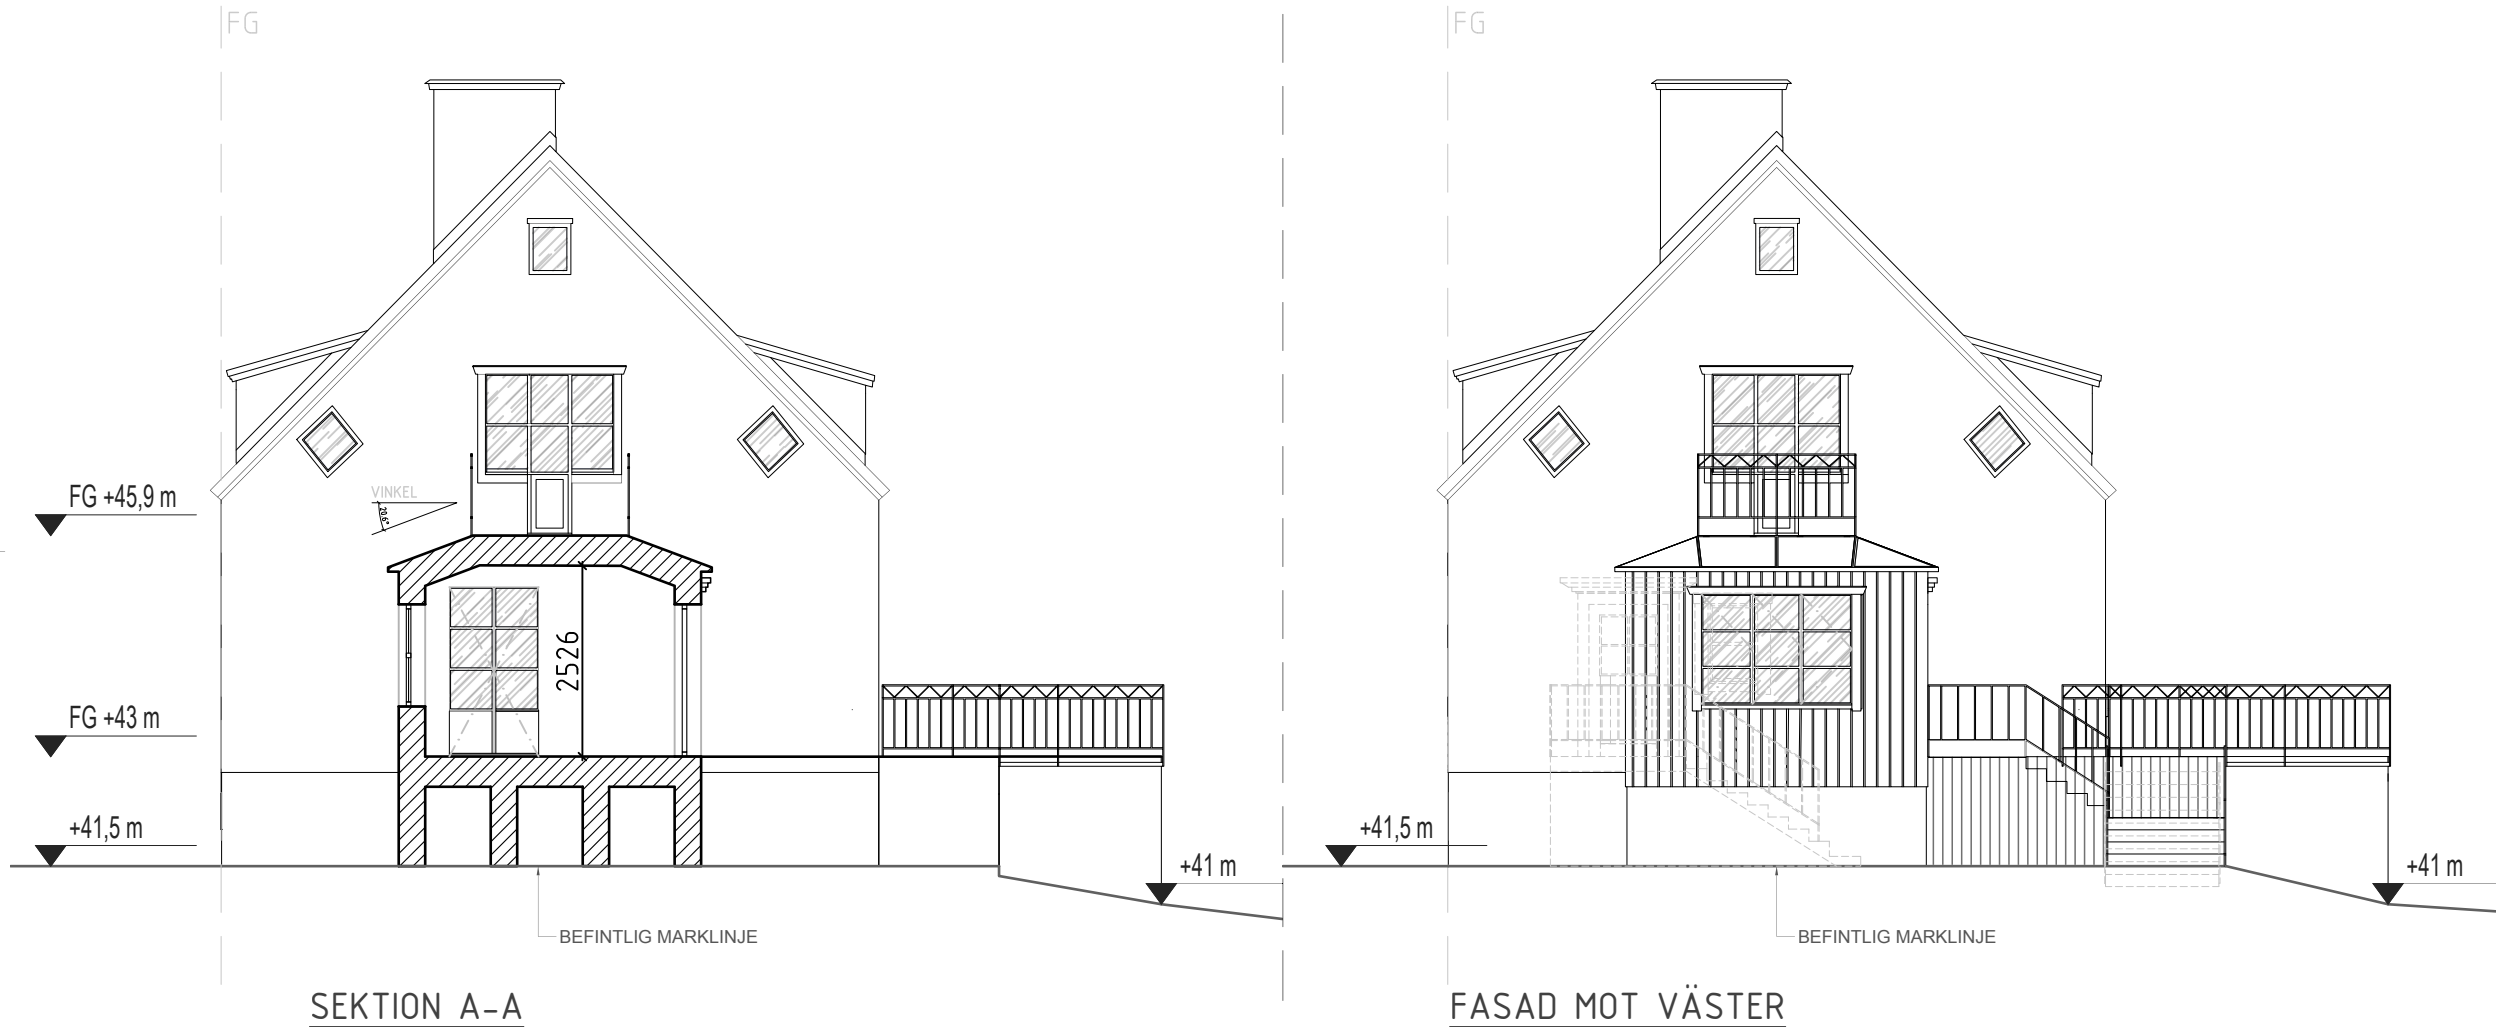 FG
FG
FG +45,9 m
VINKEL
20.6°
2526
FG +43 m
+41,5 m
+41,5 m
+41 m
+41 m
BEFINTLIG MARKLINJE
BEFINTLIG MARKLINJE
SEKTION A-A
FASAD MOT VÄSTER